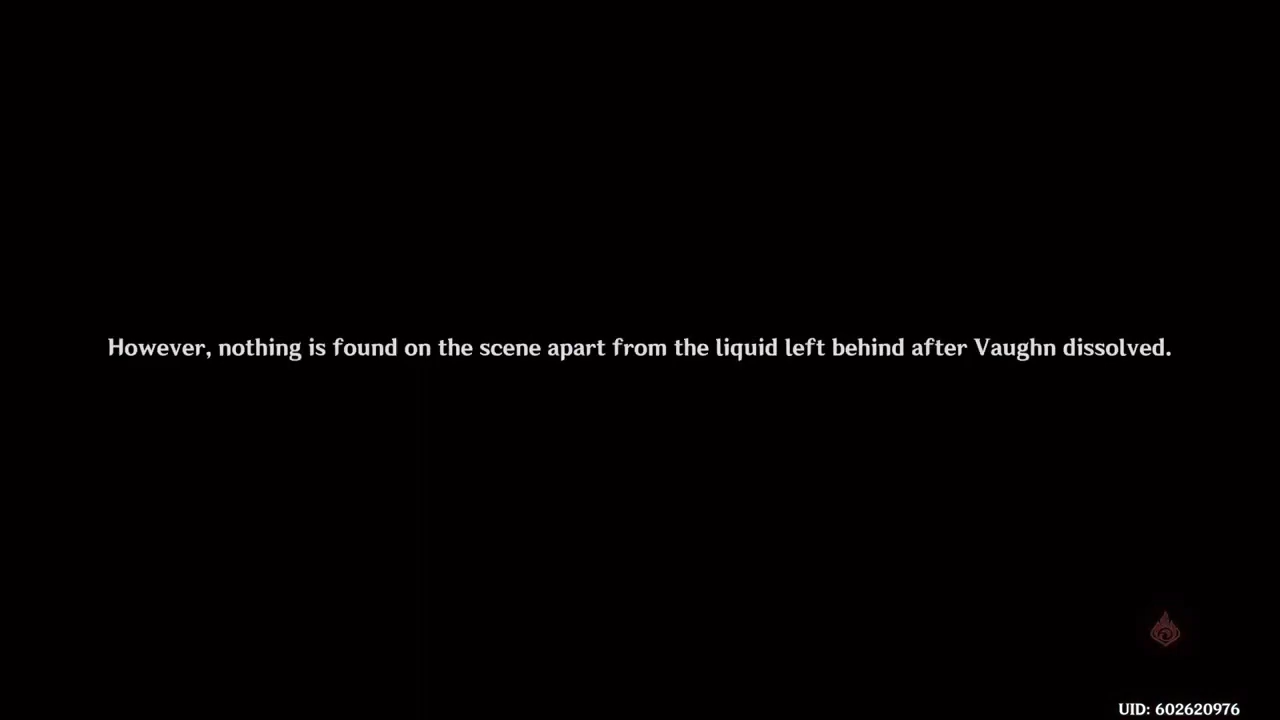 However, nothing is found on the scene apart from the liquid left behind after Vaughn dissolved.
UID: 602620976